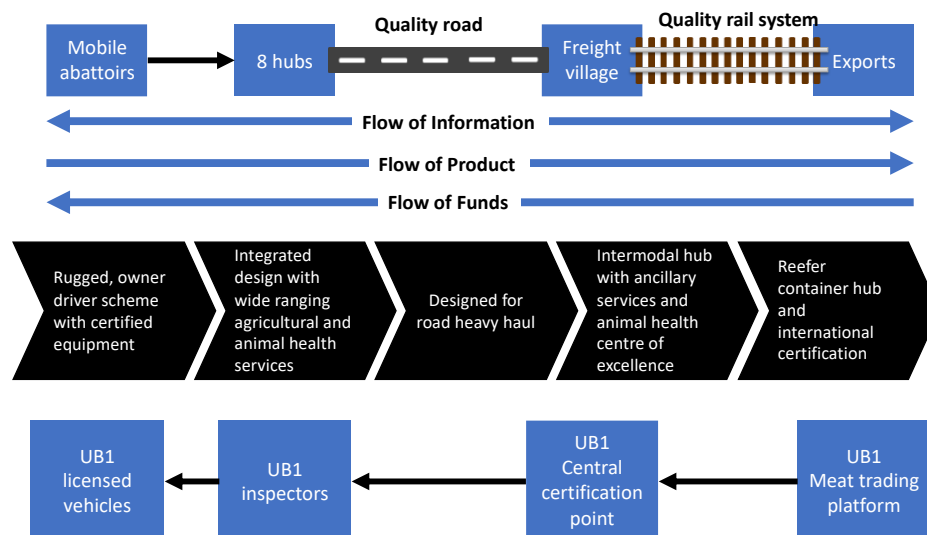 Quality road
Quality rail system
Mobile
abattoirs
8 hubs
Freight
village
Exports
Flow of Information
Flow of Product
Flow of Funds
Rugged, owner
driver scheme
with certified
equipment
Integrated
design with
wide ranging
agricultural and
animal health
services
Designed for
road heavy haul
Intermodal hub
with ancillary
services and
animal health
centre of
excellence
Reefer
container hub
and
international
certification
UB1
licensed
vehicles
UB1
inspectors
UB1
Central
certification
point
UB1
Meat trading
platform